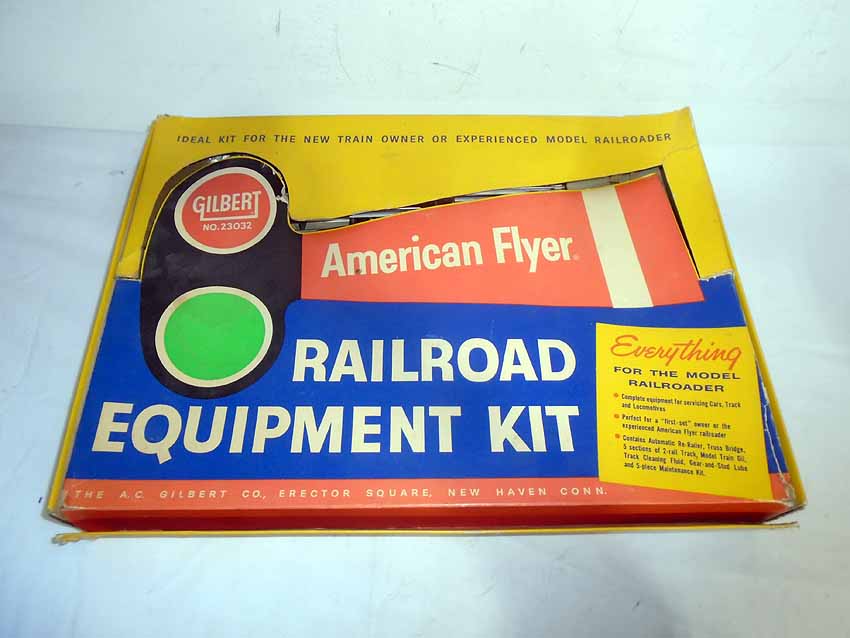 IDEAL KIT FOR THE NEW TRAIN OWNER OR EXPERIENCED MODEL RAILROADER
GILBERT
NO. 23032
American Flyer
RAILROAD
EQUIPMENT KIT
Everything
FOR THE MODEL
RAILROADER
Complete equipment for servicing Cars, Track
and Locomotives
Perfect for a "first-set" owner or the
experienced American Flyer railroader
Contains Automatic Re-Railer, Truss Bridge,
5 sections of 2-rail Track, Model Train Oil,
Track Cleaning Fluid, Gear-and-Stud Lube
and 5-piece Maintenance Kit.
THE A.C. GILBERT CO., ERECTOR SQUARE, NEW HAVEN CONN.